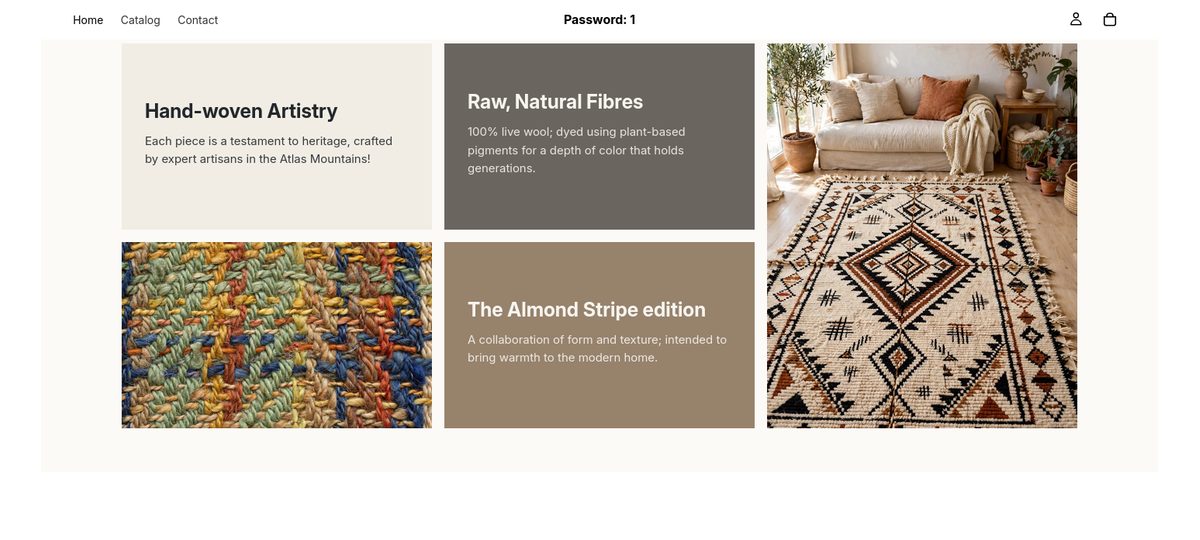 Home Catalog Contact
Password: 1
Hand-woven Artistry
Each piece is a testament to heritage, crafted
by expert artisans in the Atlas Mountains!
Raw, Natural Fibres
100% live wool; dyed using plant-based
pigments for a depth of color that holds
generations.
The Almond Stripe edition
A collaboration of form and texture; intended to
bring warmth to the modern home.